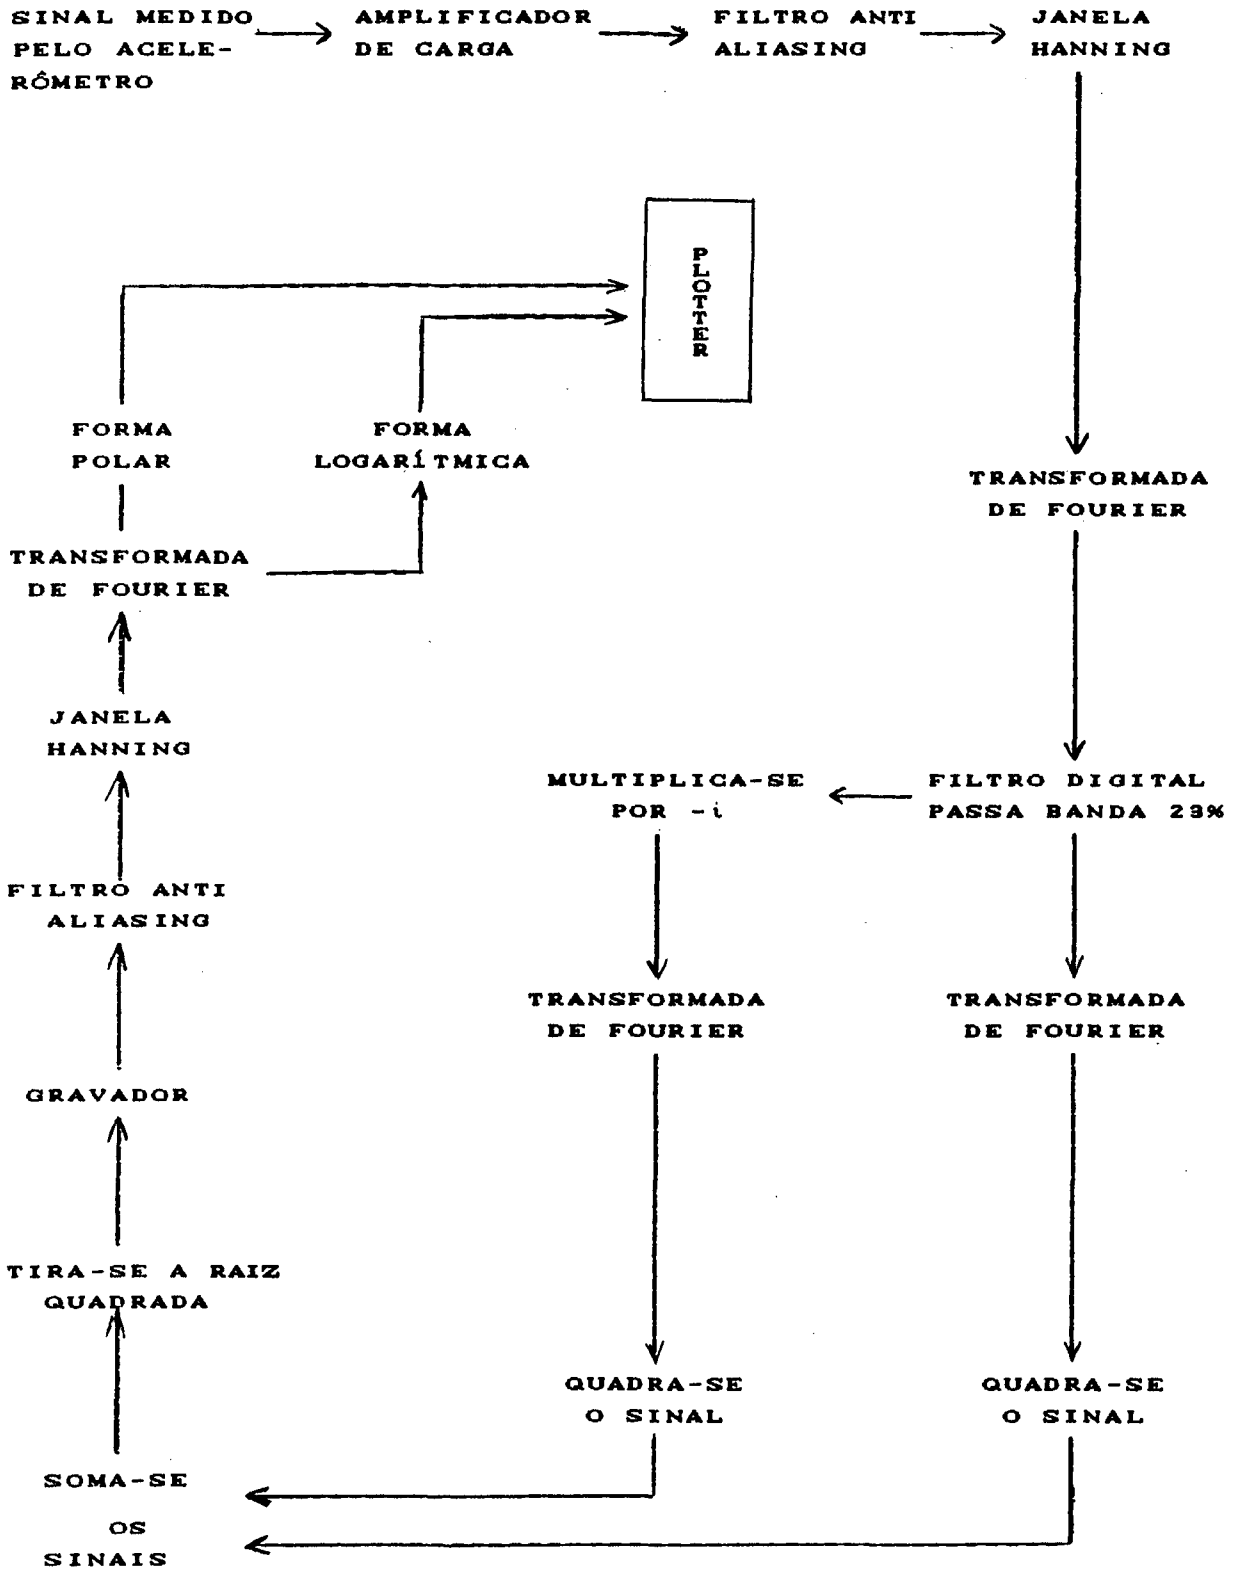 SINAL MEDIDO
PELO ACELE-
RÔMETRO
AMPLIFICADOR
DE CARGA
FILTRO ANTI
ALIASING
JANELA
HANNING
TRANSFORMADA
DE FOURIER
FILTRO DIGITAL
PASSA BANDA 23%
MULTIPLICA-SE
POR -i
TRANSFORMADA
DE FOURIER
TRANSFORMADA
DE FOURIER
QUADRA-SE
O SINAL
QUADRA-SE
O SINAL
SOMA-SE
OS
SINAIS
TIRA-SE A RAIZ
QUADRADA
GRAVADOR
FILTRO ANTI
ALIASING
JANELA
HANNING
TRANSFORMADA
DE FOURIER
FORMA
POLAR
FORMA
LOGARÍTMICA
PLOTTER